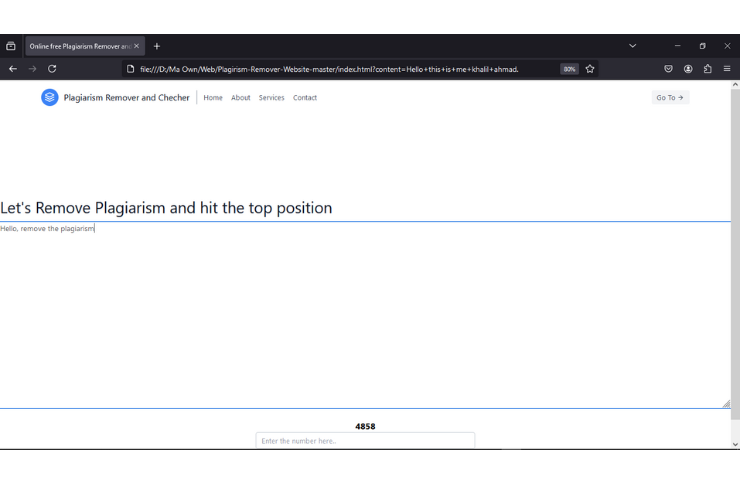 Online free Plagiarism Remover and
file:///D:/Ma Own/Web/Plagirism-Remover-Website-master/index.html?content=Hello+this+is+me+khalil+ahmad.
80%
Plagiarism Remover and Checher
Home About Services Contact
Go To →
Let's Remove Plagiarism and hit the top position
Hello, remove the plagiarism
4858
Enter the number here..